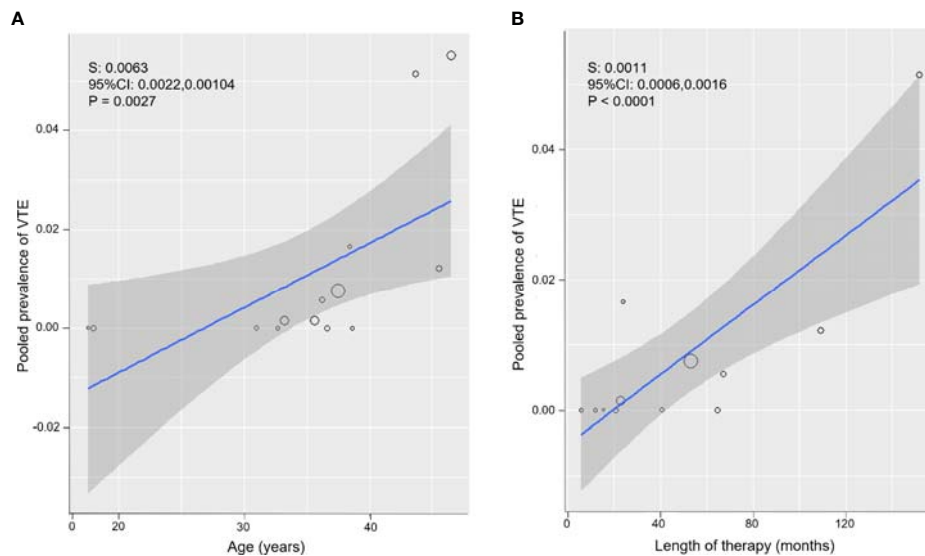 A
S: 0.0063
95%CI: 0.0022,0.00104
P = 0.0027
Pooled prevalence of VTE
0.04
0.02
0.00
-0.02
0 20 40
Age (years)
B
S: 0.0011
95%CI: 0.0006,0.0016
P < 0.0001
Pooled prevalence of VTE
0.04
0.02
0.00
0 40 80 120
Length of therapy (months)